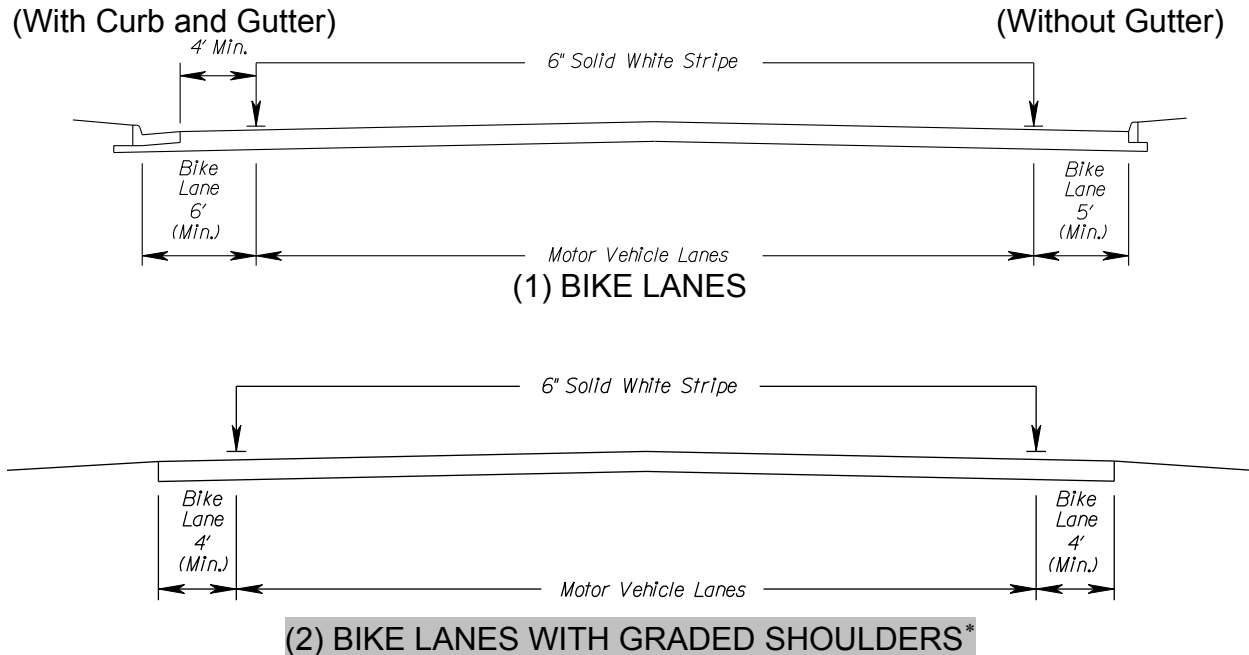 (With Curb and Gutter)
(Without Gutter)
4' Min.
6" Solid White Stripe
Bike
Lane
6'
(Min.)
Bike
Lane
5'
(Min.)
Motor Vehicle Lanes
(1) BIKE LANES
6" Solid White Stripe
Bike
Lane
4'
(Min.)
Bike
Lane
4'
(Min.)
Motor Vehicle Lanes
(2) BIKE LANES WITH GRADED SHOULDERS*